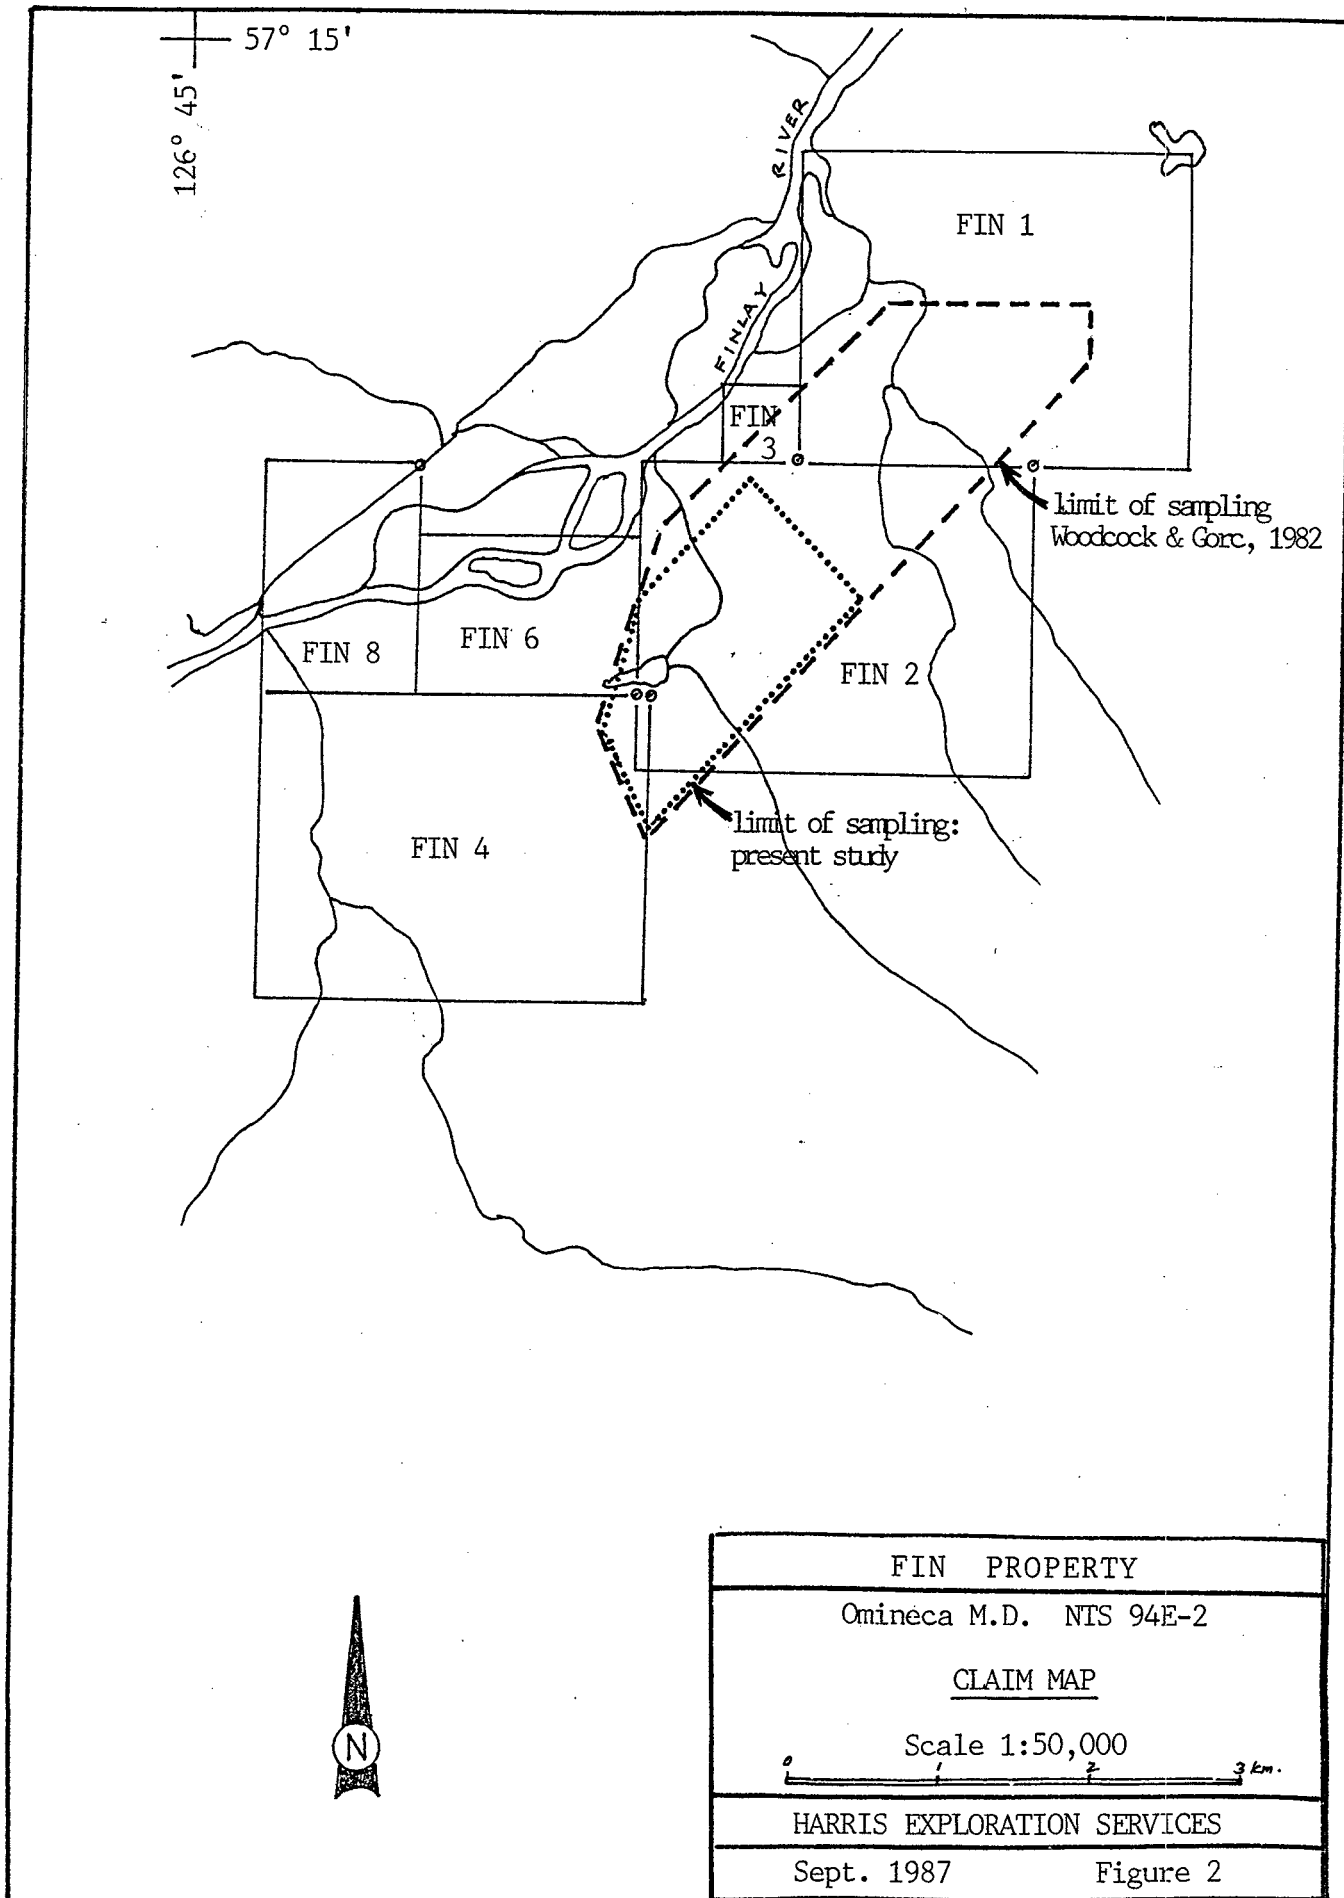 57° 15'
126° 45'
RIVER
FINLAY
FIN 1
FIN
3
limit of sampling
Woodcock & Gorc, 1982
FIN 8
FIN 6
FIN 2
limit of sampling:
present study
FIN 4
FIN PROPERTY
Omineca M.D. NTS 94E-2
CLAIM MAP
Scale 1:50,000
0 1 2 3 km.
N
HARRIS EXPLORATION SERVICES
Sept. 1987 Figure 2